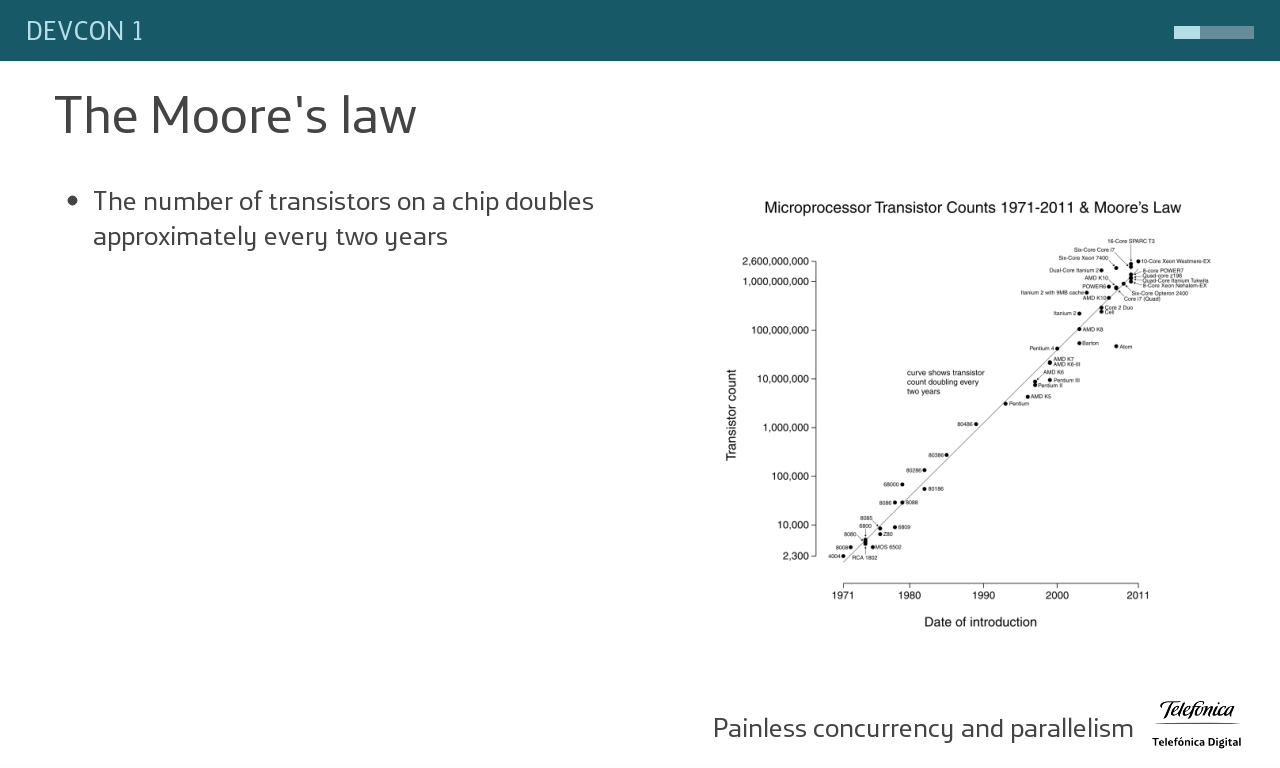 DEVCON 1
The Moore's law
The number of transistors on a chip doubles
approximately every two years
Microprocessor Transistor Counts 1971-2011 & Moore's Law
16-Core SPARC T3
Six-Core Core i7
Six-Core Xeon 7400
10-Core Xeon Westmere-EX
2,600,000,000
Dual-Core Itanium 2
8-core POWER7
Quad-core z196
AMD K10
Quad-Core Itanium Tukwila
1,000,000,000
8-Core Xeon Nehalem-EX
POWER6
Itanium 2 with 9MB cache
Six-Core Opteron 2400
AMD K10
Core i7 (Quad)
Core 2 Duo
Itanium 2
Cell
100,000,000
AMD K8
Barton
Pentium 4
Atom
AMD K7
AMD K6-III
curve shows transistor
count doubling every
two years
AMD K6
10,000,000
Pentium III
Pentium II
AMD K5
Pentium
Transistor count
1,000,000
80486
80386
80286
100,000
68000
80186
8086
8088
8085
10,000
6800
6809
8080
Z80
8008
MOS 6502
2,300
4004
RCA 1802
1971
1980
1990
2000
2011
Date of introduction
Painless concurrency and parallelism
Telefónica
Telefónica Digital